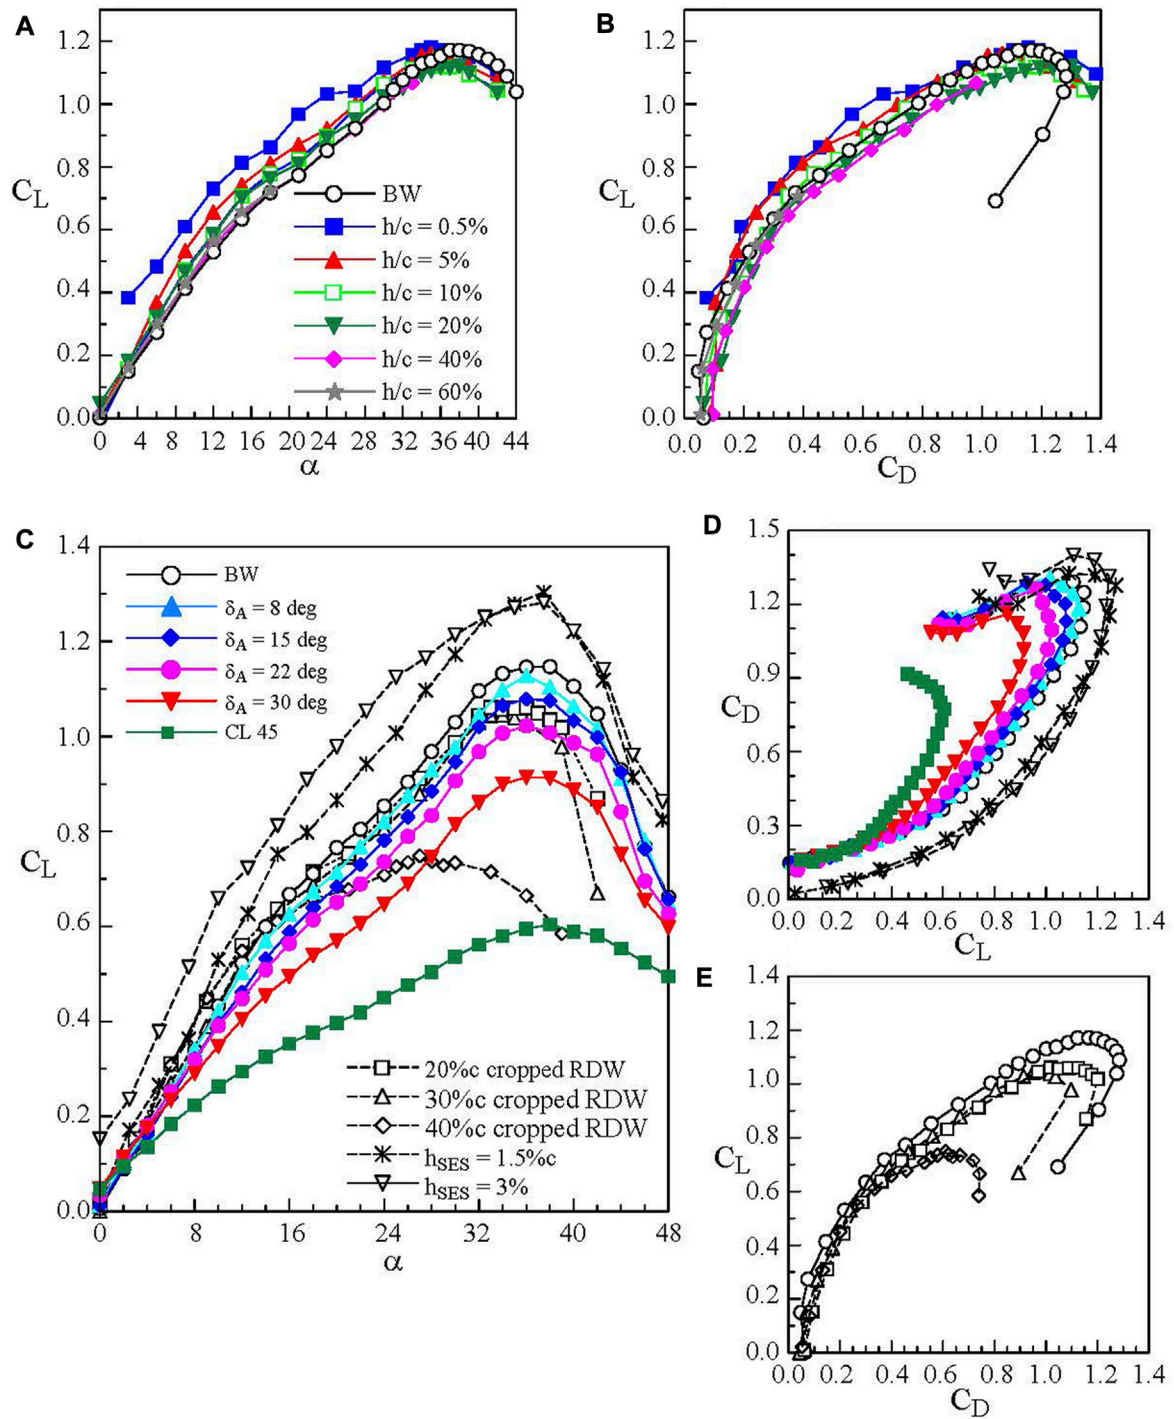 A
1.2
1.0
0.8
C_L
0.6
0.4
0.2
0.0
0 4 8 12 16 20 24 28 32 36 40 44
α
BW
h/c = 0.5%
h/c = 5%
h/c = 10%
h/c = 20%
h/c = 40%
h/c = 60%
B
1.2
1.0
0.8
C_L
0.6
0.4
0.2
0.0
0.0 0.2 0.4 0.6 0.8 1.0 1.2 1.4
C_D
C
1.4
1.2
1.0
0.8
C_L
0.6
0.4
0.2
0.0
0 8 16 24 32 40 48
α
BW
δ_A = 8 deg
δ_A = 15 deg
δ_A = 22 deg
δ_A = 30 deg
CL 45
20%c cropped RDW
30%c cropped RDW
40%c cropped RDW
h_SES = 1.5%c
h_SES = 3%
D
1.5
1.2
0.9
C_D
0.6
0.3
0.0
0.0 0.2 0.4 0.6 0.8 1.0 1.2 1.4
C_L
E
1.4
1.2
1.0
0.8
C_L
0.6
0.4
0.2
0.0
0.0 0.2 0.4 0.6 0.8 1.0 1.2 1.4
C_D